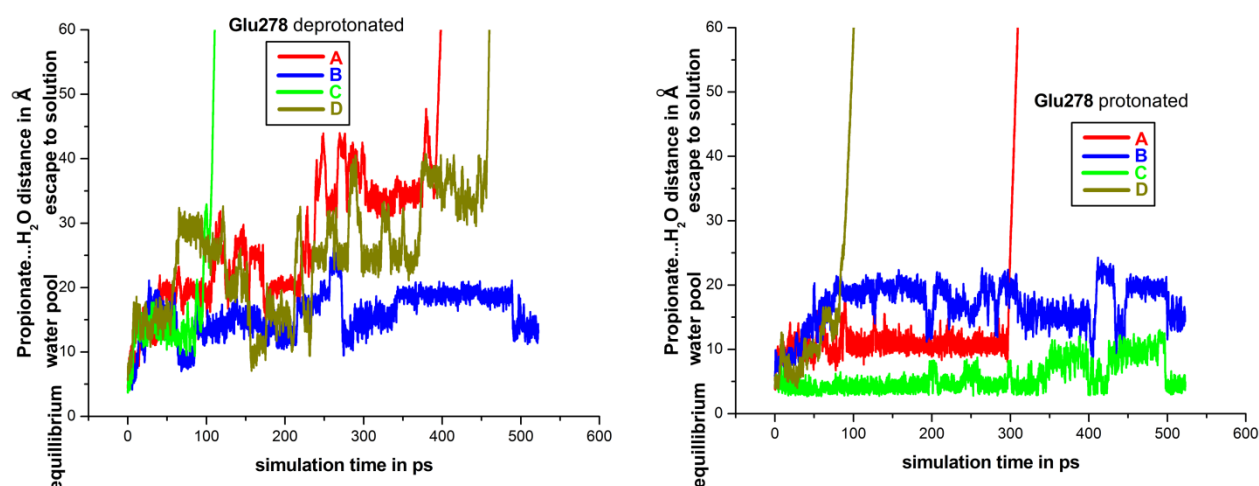 Glu278 deprotonated
A
B
C
D
Propionate...H2O distance in Å
equillibrium water pool escape to solution
60
50
40
30
20
10
0
0 100 200 300 400 500 600
simulation time in ps
Glu278 protonated
A
B
C
D
Propionate...H2O distance in Å
equillibrium water pool escape to solution
60
50
40
30
20
10
0
0 100 200 300 400 500 600
simulation time in ps